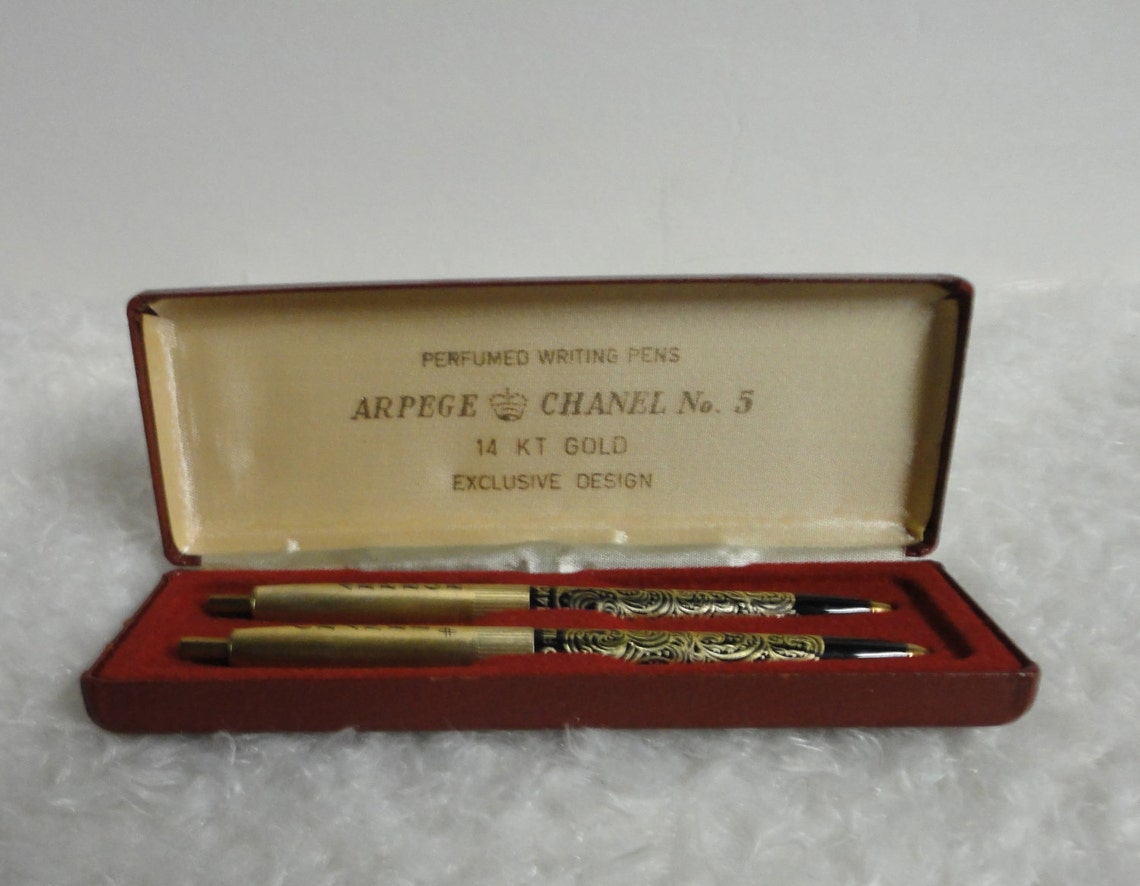 PERFUMED WRITING PENS
ARPEGE CHANEL No. 5
14 KT GOLD
EXCLUSIVE DESIGN